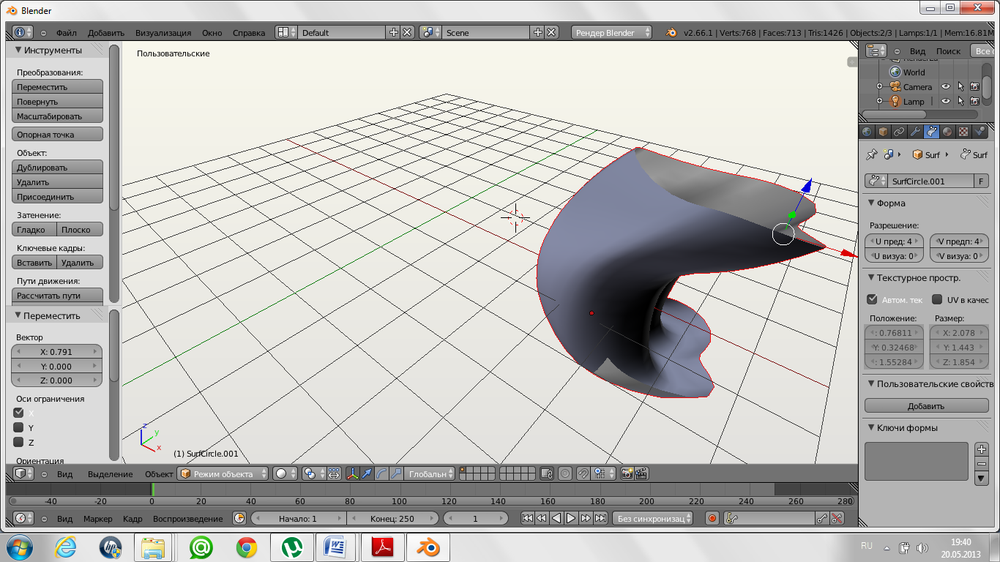 Blender
Файл Добавить Визуализация Окно Справка Default Scene Рендер Blender v2.66.1 | Verts:768 | Faces:713 | Tris:1426 | Objects:2/3 | Lamps:1/1 | Mem:16.81M
Инструменты
Преобразования:
Переместить
Повернуть
Масштабировать
Опорная точка
Объект:
Дублировать
Удалить
Присоединить
Затенение:
Гладко Плоско
Ключевые кадры:
Вставить Удалить
Пути движения:
Рассчитать пути
Переместить
Вектор
X: 0.791
Y: 0.000
Z: 0.000
Оси ограничения
X
Y
Z
Ориентация
Пользовательские
z
y
x
(1) SurfCircle.001
Вид Поиск Все с
World
Camera
Lamp
Surf Surf
SurfCircle.001 F
Форма
Разрешение:
U пред: 4 V предп: 4
U визуа: 0 V визуа: 0
Текстурное простр.
Автом. тек UV в качес
Положение: Размер:
: 0.76811 X: 2.078
Y: 0.32468 Y: 1.443
: 1.55284 Z: 1.854
Пользовательские свойств
Добавить
Ключи формы
Вид Выделение Объект Режим объекта Глобальн
-40 -20 0 20 40 60 80 100 120 140 160 180 200 220 240 260 280
Вид Маркер Кадр Воспроизведение Начало: 1 Конец: 250 1 Без синхронизац
RU 19:40
20.05.2013